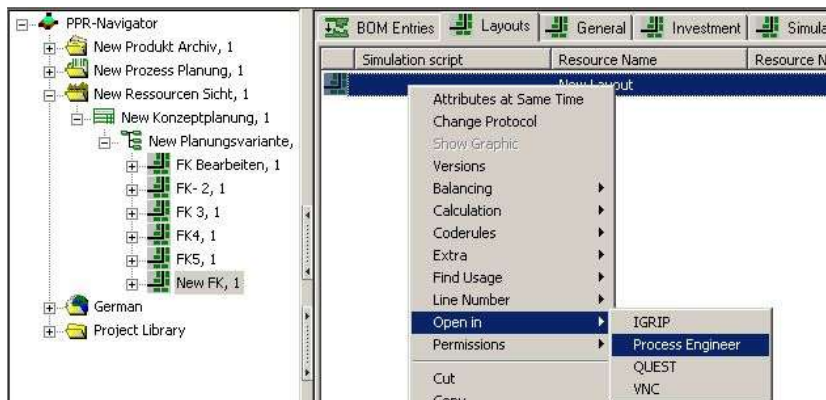 PPR-Navigator
New Produkt Archiv, 1
New Prozess Planung, 1
New Ressourcen Sicht, 1
New Konzeptplanung, 1
New Planungsvariante,
FK Bearbeiten, 1
FK- 2, 1
FK 3, 1
FK4, 1
FK5, 1
New FK, 1
German
Project Library
BOM Entries Layouts General Investment Simula
Simulation script Resource Name Resource N
New Layout
Attributes at Same Time
Change Protocol
Show Graphic
Versions
Balancing
Calculation
Coderules
Extra
Find Usage
Line Number
Open in
Permissions
Cut
Copy
IGRIP
Process Engineer
QUEST
VNC